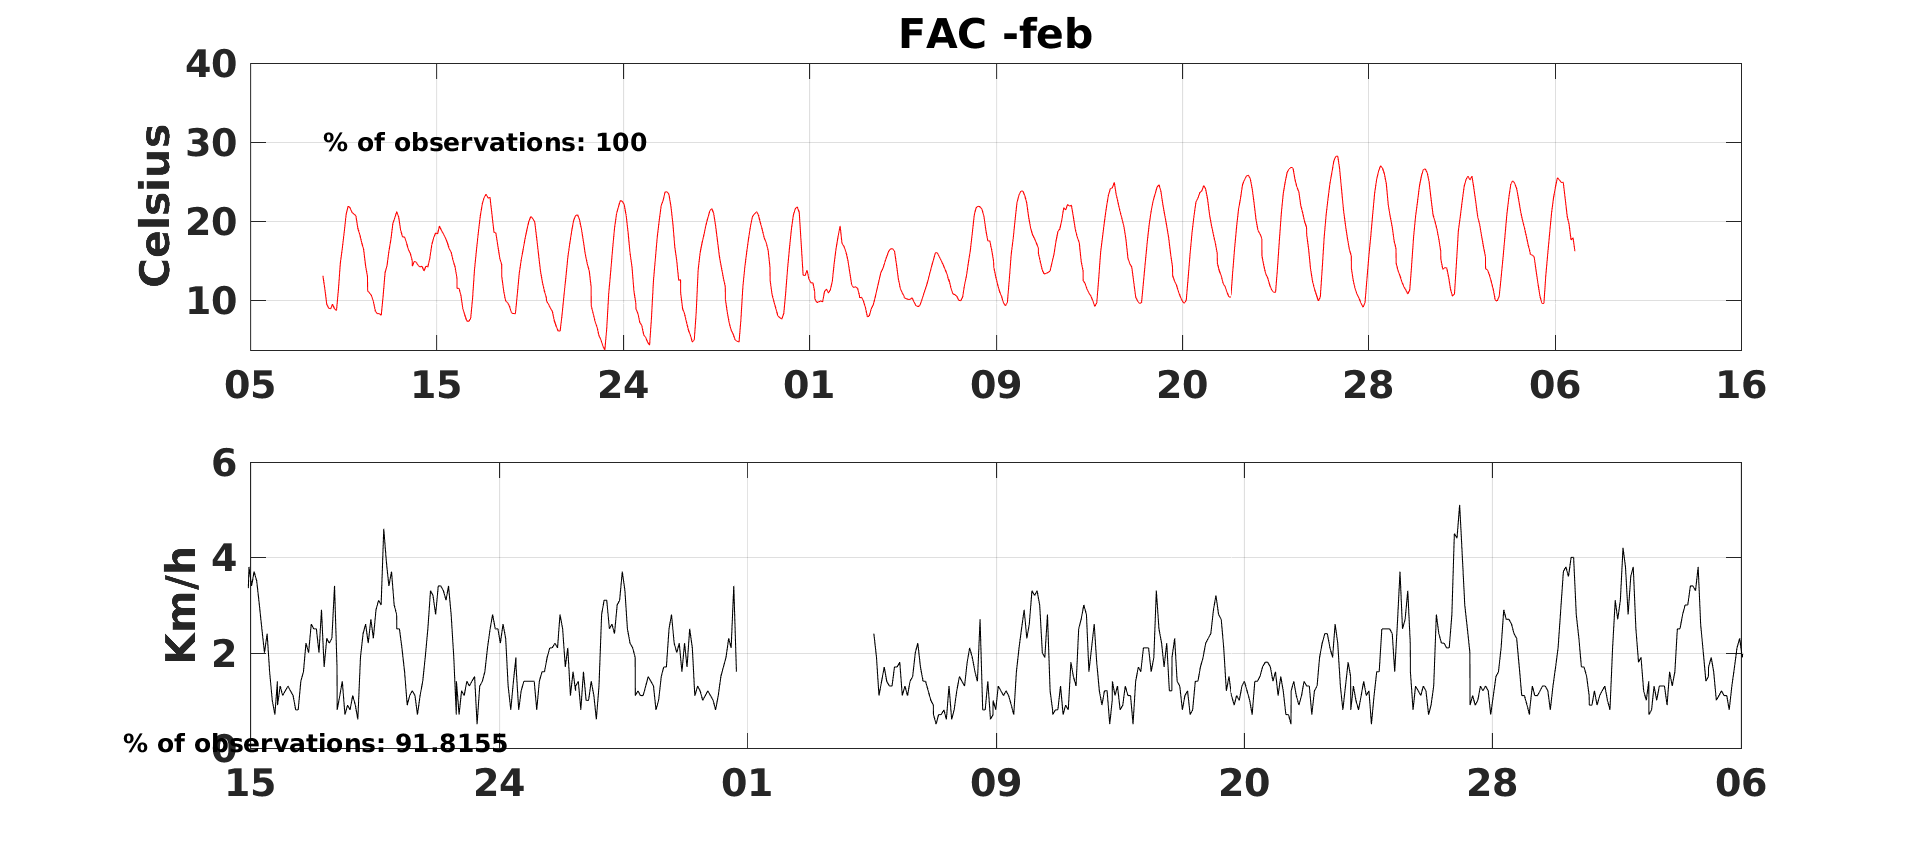 FAC -feb
Celsius
40
30
20
10
% of observations: 100
05 15 24 01 09 20 28 06 16
Km/h
6
4
2
0
% of observations: 91.8155
15 24 01 09 20 28 06